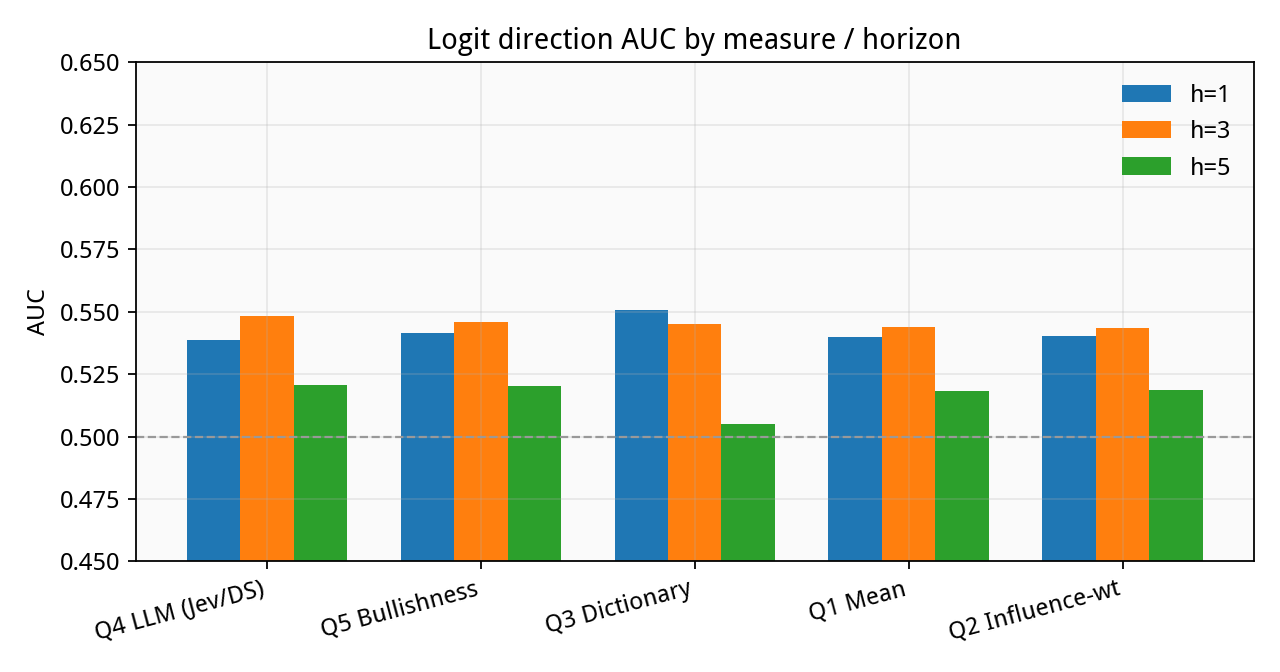 Logit direction AUC by measure / horizon
0.650
0.625
0.600
0.575
0.550
0.525
0.500
0.475
0.450
AUC
h=1
h=3
h=5
Q4 LLM (Jev/DS)
Q5 Bullishness
Q3 Dictionary
Q1 Mean
Q2 Influence-wt